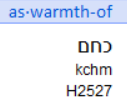 as·warmth-of
כחם
kchm
H2527